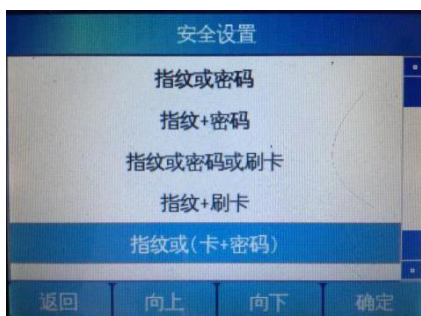 安全设置
指纹或密码
指纹+密码
指纹或密码或刷卡
指纹+刷卡
指纹或(卡+密码)
返回 向上 向下 确定